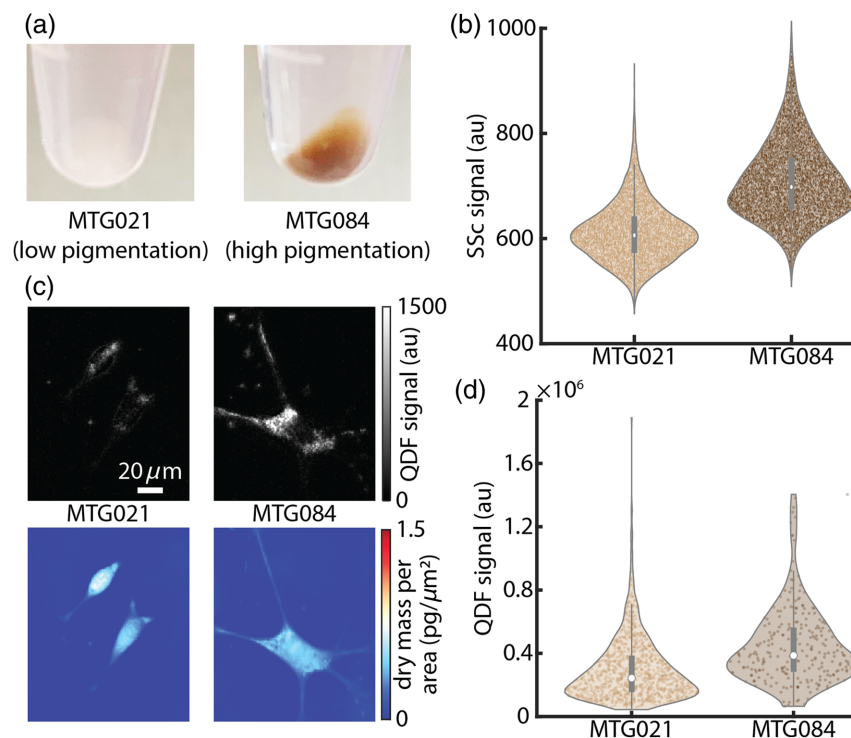 (a)
MTG021
(low pigmentation)
MTG084
(high pigmentation)
(b)
1000
800
600
400
SSc signal (au)
MTG021
MTG084
(c)
1500
0
QDF signal (au)
20 μm
MTG021
MTG084
1.5
0
dry mass per
area (pg/μm²)
(d)
×10⁶
2
1.6
1.2
0.8
0.4
0
QDF signal (au)
MTG021
MTG084